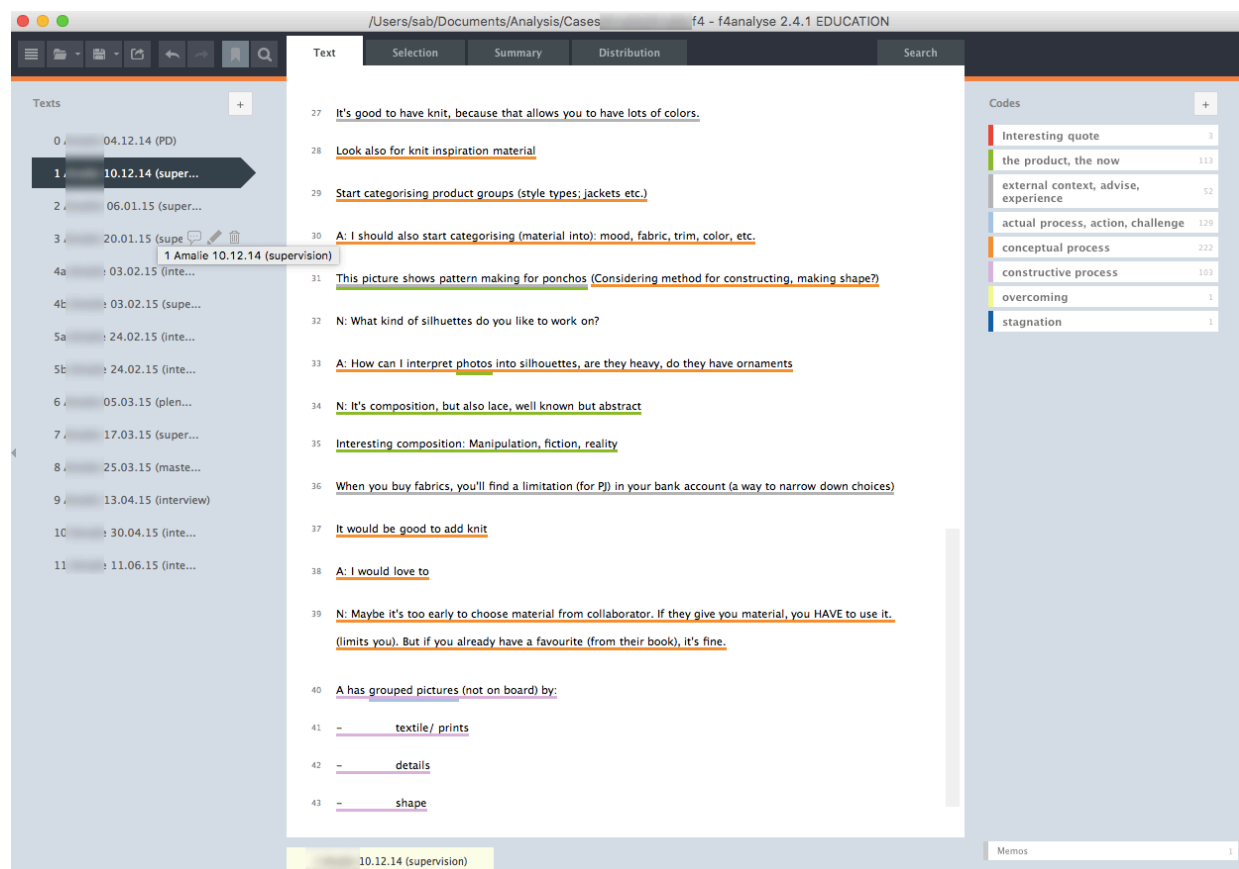 /Users/sab/Documents/Analysis/Cases f4 - f4analyse 2.4.1 EDUCATION
Text Selection Summary Distribution Search
Texts +
0 04.12.14 (PD)
1 10.12.14 (super...
2 06.01.15 (super...
3 20.01.15 (supe
1 Amalie 10.12.14 (supervision)
4a 03.02.15 (inte...
4b 03.02.15 (supe...
5a 24.02.15 (inte...
5b 24.02.15 (inte...
6 05.03.15 (plen...
7 17.03.15 (super...
8 25.03.15 (maste...
9 13.04.15 (interview)
10 30.04.15 (inte...
11 11.06.15 (inte...
27 It's good to have knit, because that allows you to have lots of colors.
28 Look also for knit inspiration material
29 Start categorising product groups (style types; jackets etc.)
30 A: I should also start categorising (material into): mood, fabric, trim, color, etc.
31 This picture shows pattern making for ponchos (Considering method for constructing, making shape?)
32 N: What kind of silhuettes do you like to work on?
33 A: How can I interpret photos into silhouettes, are they heavy, do they have ornaments
34 N: It's composition, but also lace, well known but abstract
35 Interesting composition: Manipulation, fiction, reality
36 When you buy fabrics, you'll find a limitation (for PJ) in your bank account (a way to narrow down choices)
37 It would be good to add knit
38 A: I would love to
39 N: Maybe it's too early to choose material from collaborator. If they give you material, you HAVE to use it.
(limits you). But if you already have a favourite (from their book), it's fine.
40 A has grouped pictures (not on board) by:
41 – textile/ prints
42 – details
43 – shape
10.12.14 (supervision)
Codes +
Interesting quote 3
the product, the now 113
external context, advise,
experience 52
actual process, action, challenge 129
conceptual process 222
constructive process 103
overcoming 1
stagnation 1
Memos 1